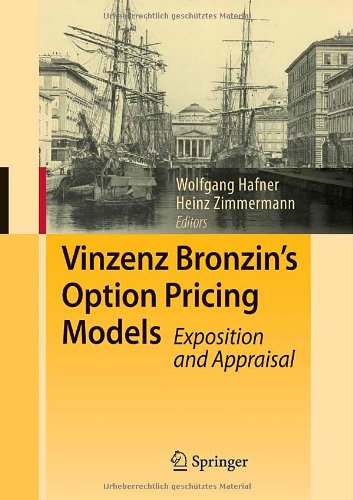 Urheberrechtlich geschütztes Material
Wolfgang Hafner
Heinz Zimmermann
Editors
Vinzenz Bronzin's
Option Pricing
Models
Exposition
and Appraisal
Springer
Urheberrechtlich geschütztes Material